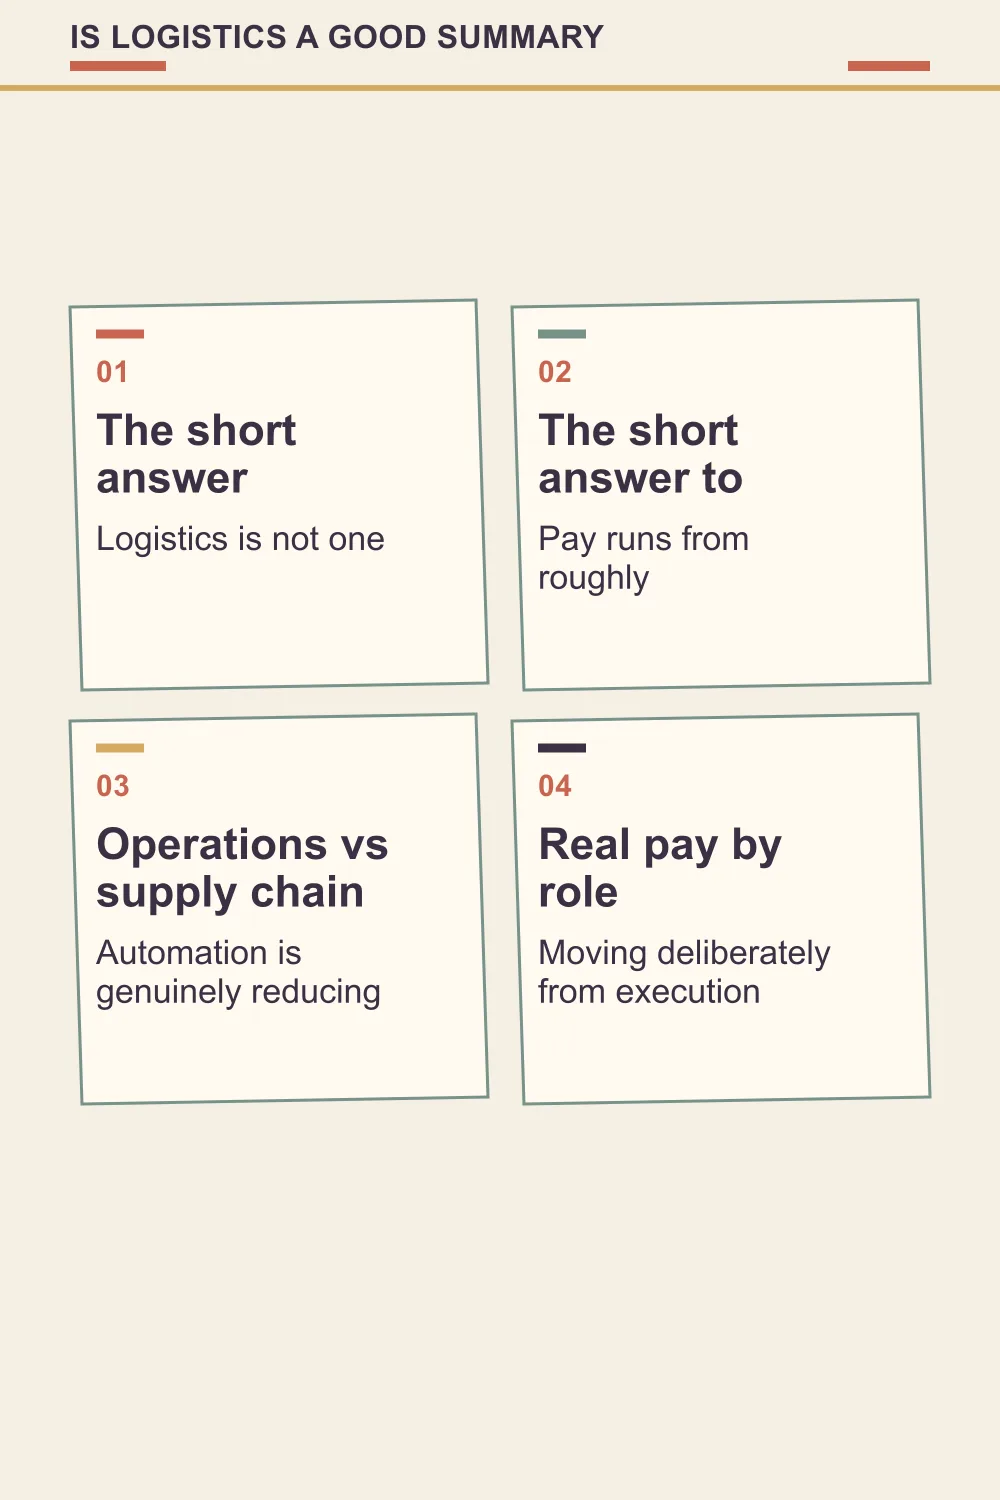 IS LOGISTICS A GOOD SUMMARY
01
The short
answer
Logistics is not one
02
The short
answer to
Pay runs from
roughly
03
Operations vs
supply chain
Automation is
genuinely reducing
04
Real pay by
role
Moving deliberately
from execution